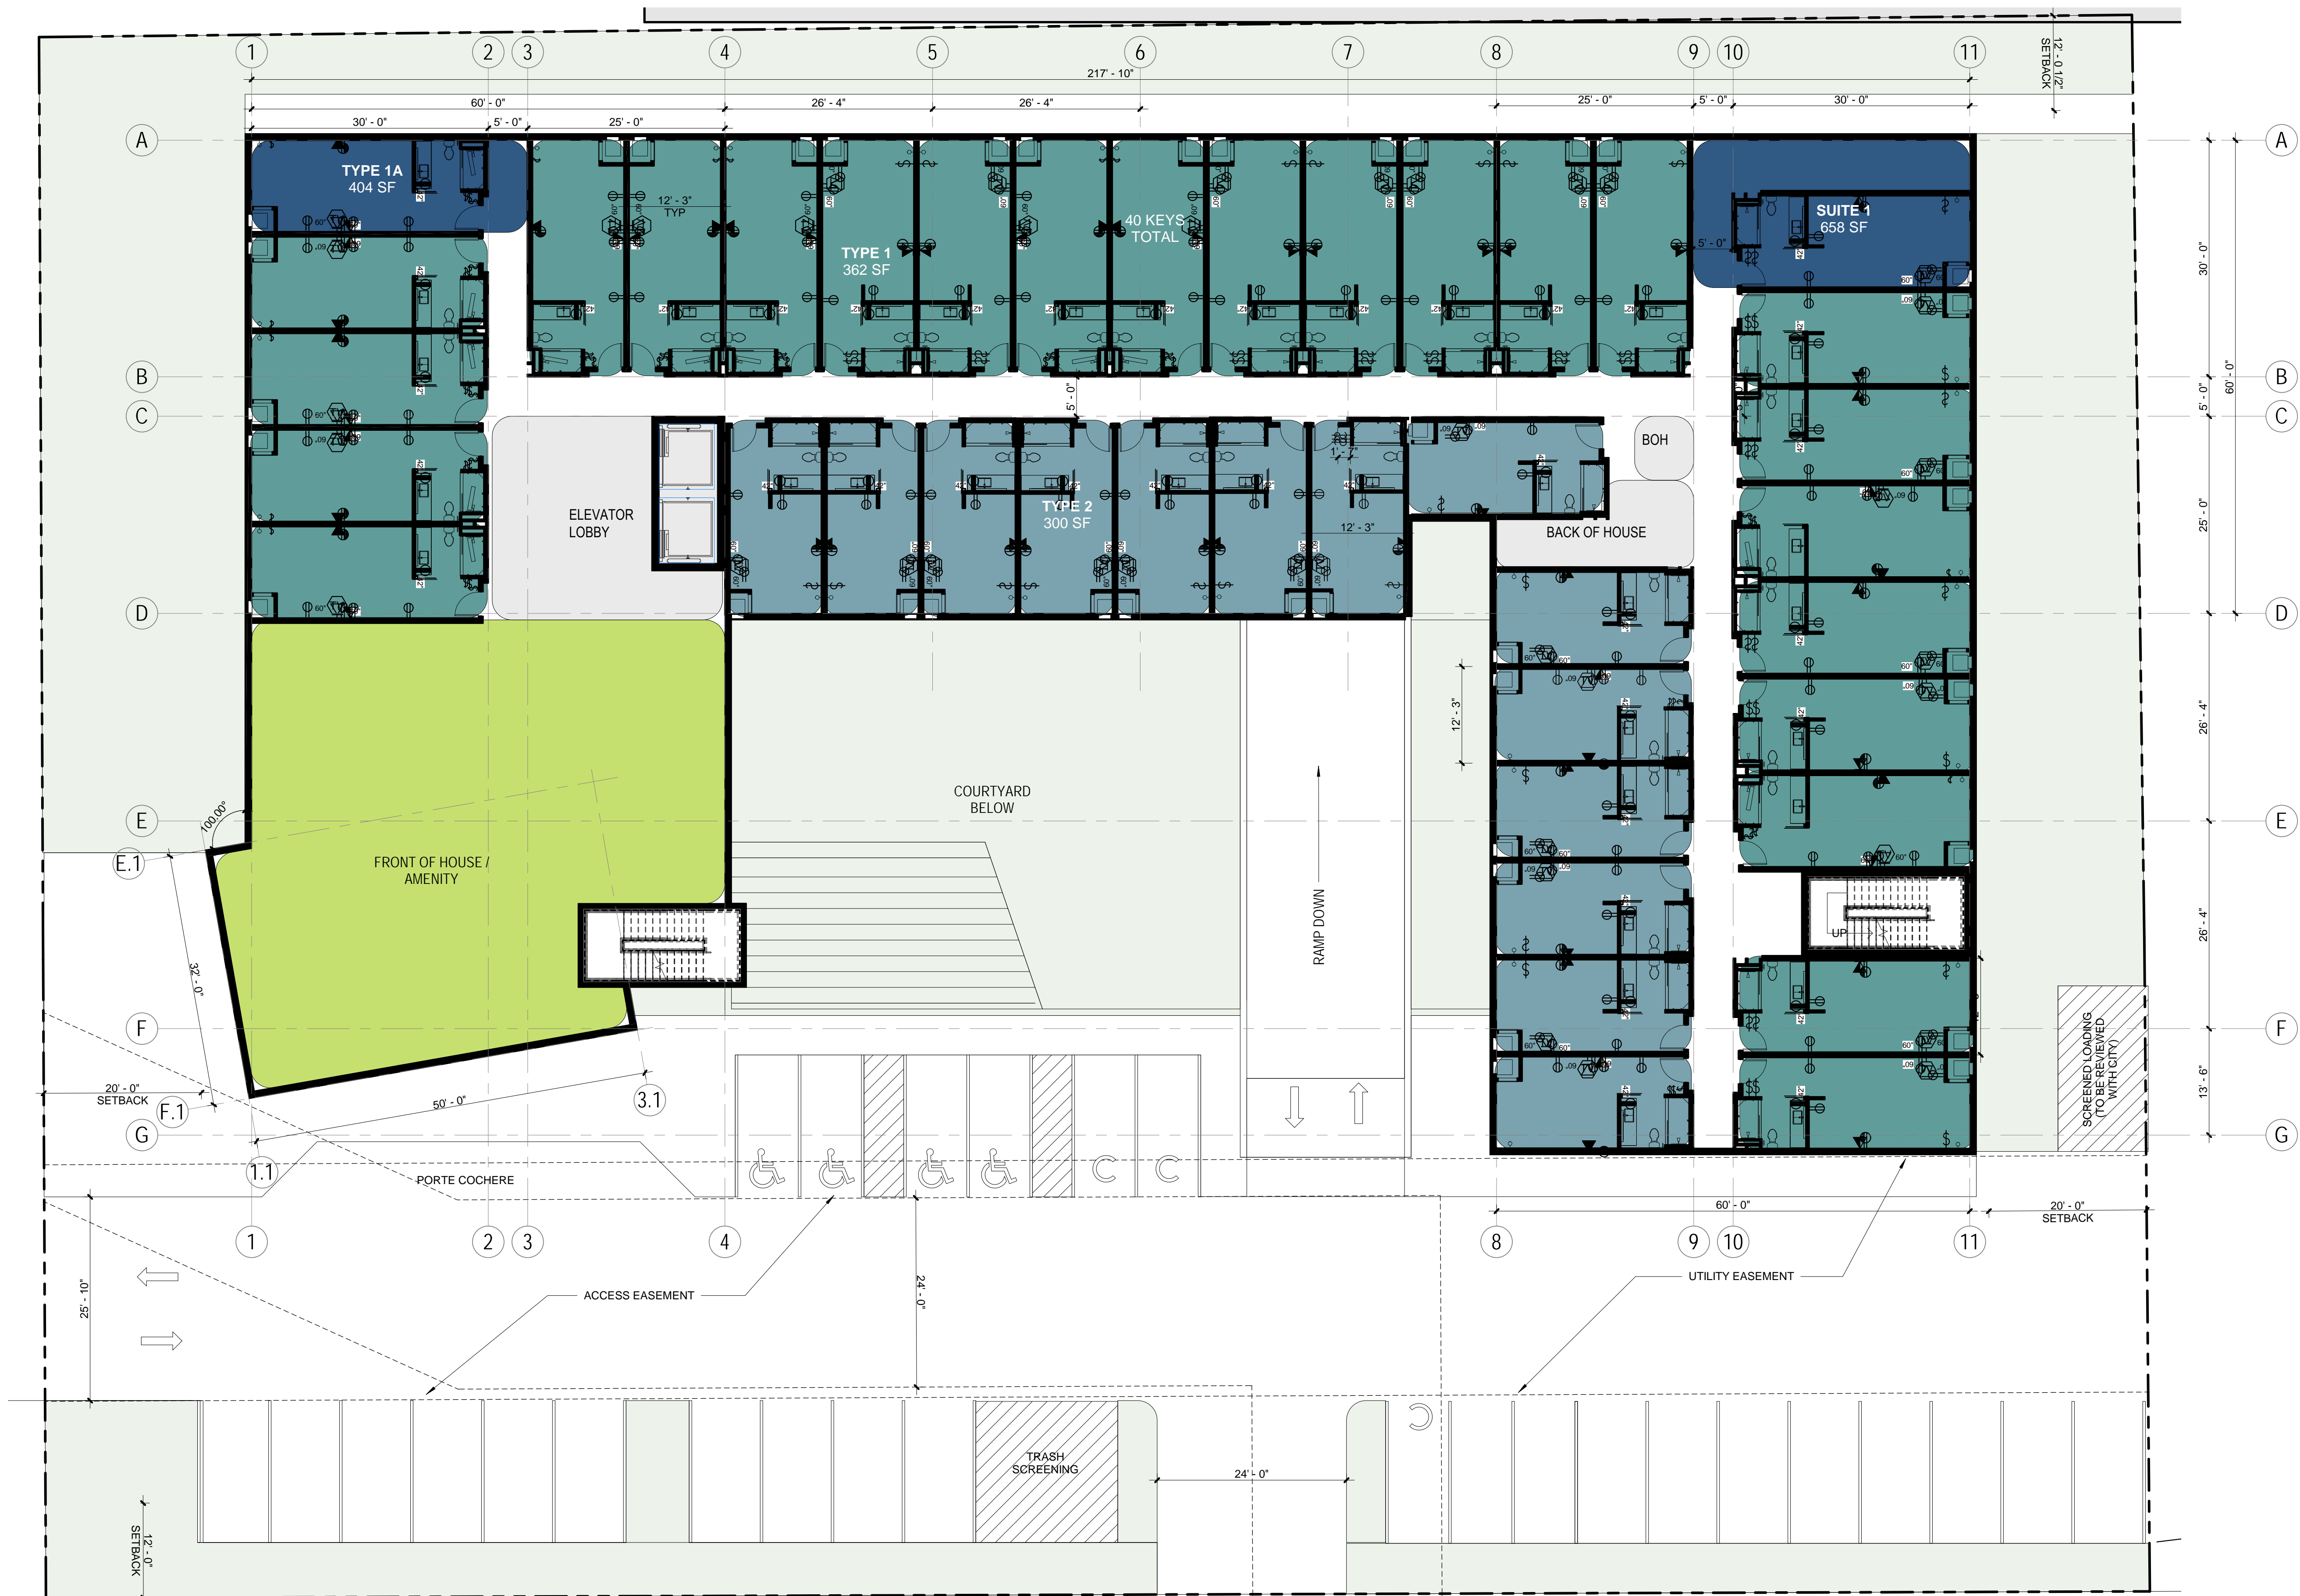 1 2 3 4 5 6 7 8 9 10 11
12' - 0 1/2"
SETBACK
217' - 10"
60' - 0" 26' - 4" 26' - 4" 25' - 0" 5' - 0" 30' - 0"
30' - 0" 5' - 0" 25' - 0"
A A
TYPE 1A
404 SF
12' - 3"
TYP
40 KEYS
TOTAL
TYPE 1
362 SF
SUITE 1
658 SF
5' - 0"
30' - 0"
60' - 0"
B B
5' - 0"
5' - 0"
C C
BOH
1' - 7"
ELEVATOR
LOBBY
TYPE 2
300 SF
12' - 3"
BACK OF HOUSE
25' - 0"
D D
12' - 3"
26' - 4"
COURTYARD
BELOW
100.00°
E E
E.1
FRONT OF HOUSE /
AMENITY
RAMP DOWN
UP
26' - 4"
32' - 0"
F F
SCREENED LOADING
(TO BE REVIEWED
WITH CITY)
13' - 6"
20' - 0"
SETBACK
F.1
50' - 0"
3.1
G G
1.1
PORTE COCHERE
C C
60' - 0"
20' - 0"
SETBACK
1 2 3 4 8 9 10 11
25' - 10"
ACCESS EASEMENT
24' - 0"
UTILITY EASEMENT
C
TRASH
SCREENING
24' - 0"
12' - 0"
SETBACK